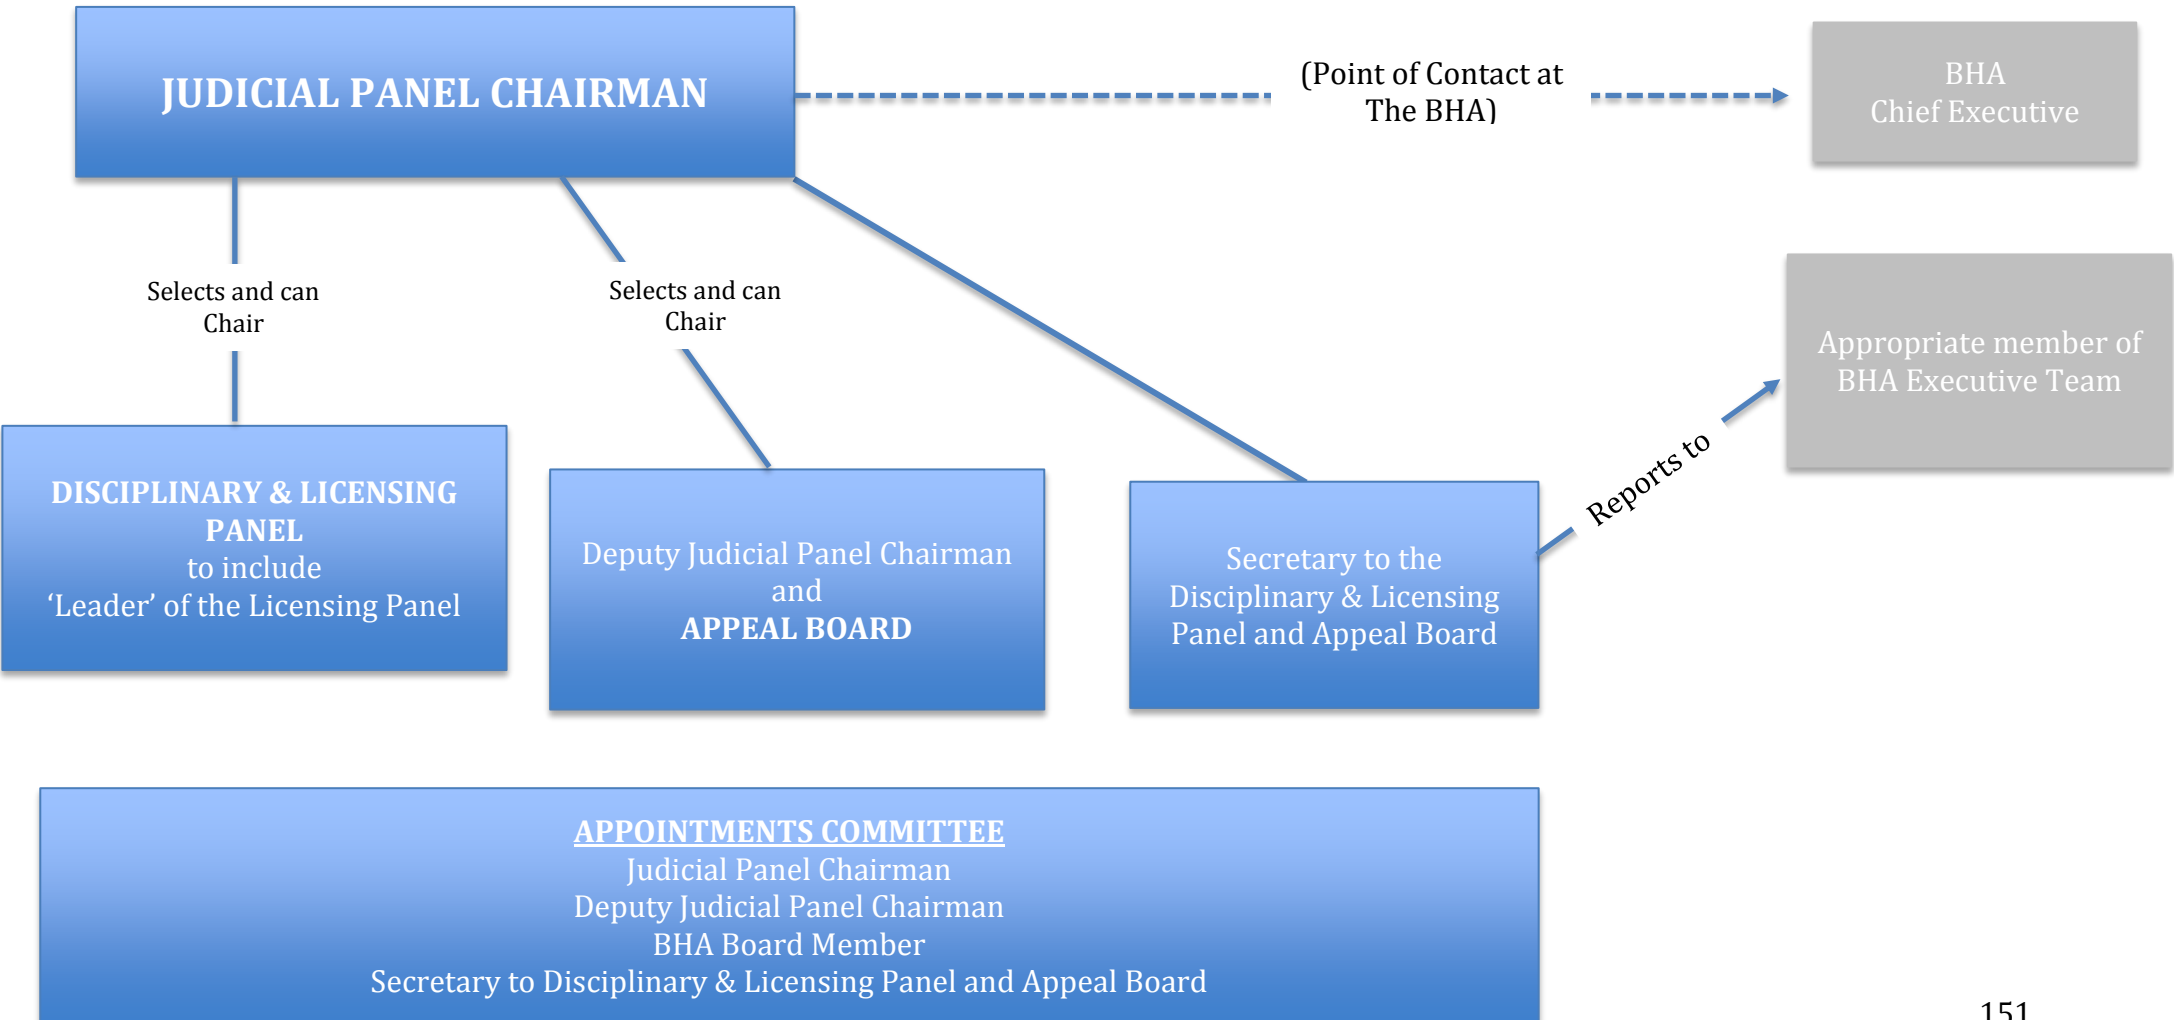 JUDICIAL PANEL CHAIRMAN
(Point of Contact at
The BHA)
BHA
Chief Executive
Selects and can
Chair
Selects and can
Chair
Appropriate member of
BHA Executive Team
Reports to
DISCIPLINARY & LICENSING
PANEL
to include
‘Leader’ of the Licensing Panel
Deputy Judicial Panel Chairman
and
APPEAL BOARD
Secretary to the
Disciplinary & Licensing
Panel and Appeal Board
APPOINTMENTS COMMITTEE
Judicial Panel Chairman
Deputy Judicial Panel Chairman
BHA Board Member
Secretary to Disciplinary & Licensing Panel and Appeal Board
151